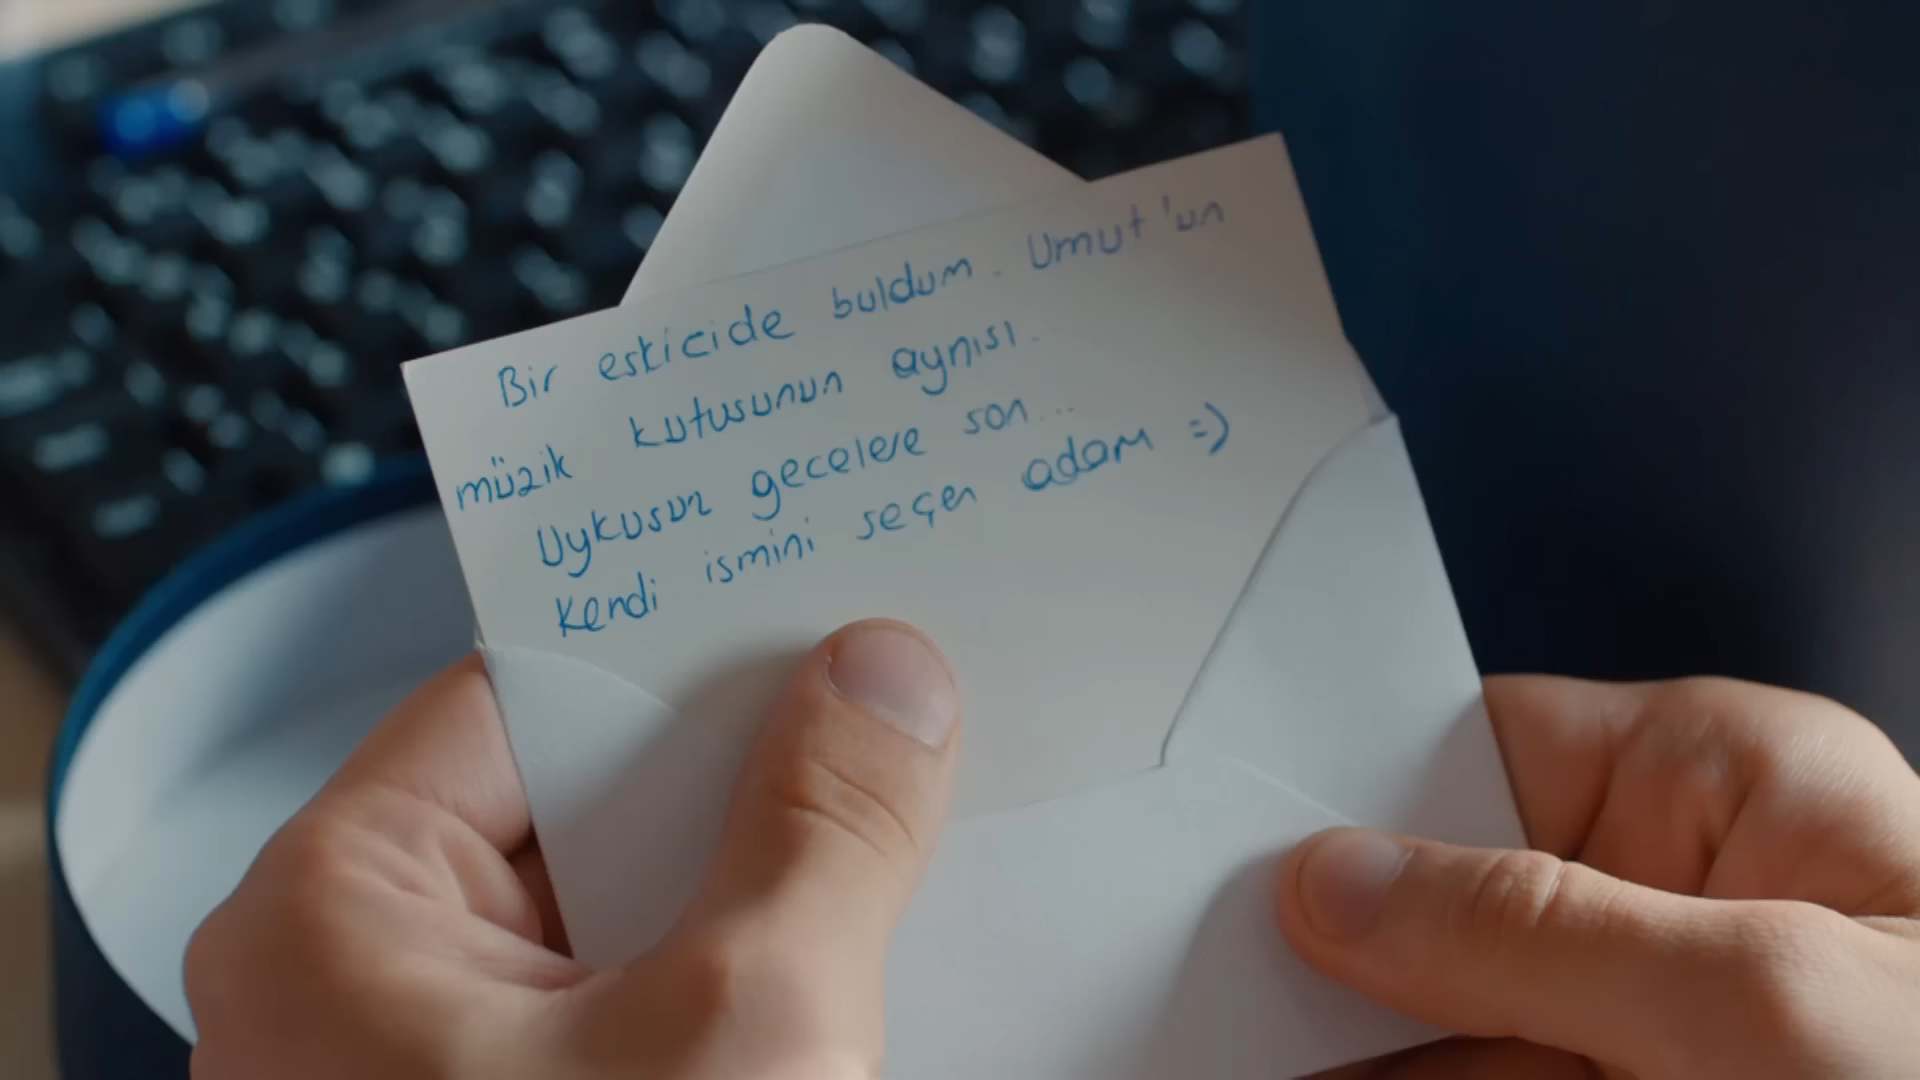 Bir eskicide buldum. Umut'un
müzik kutusunun aynısı.
Uykusuz gecelere son...
Kendi ismini seçen adam =)